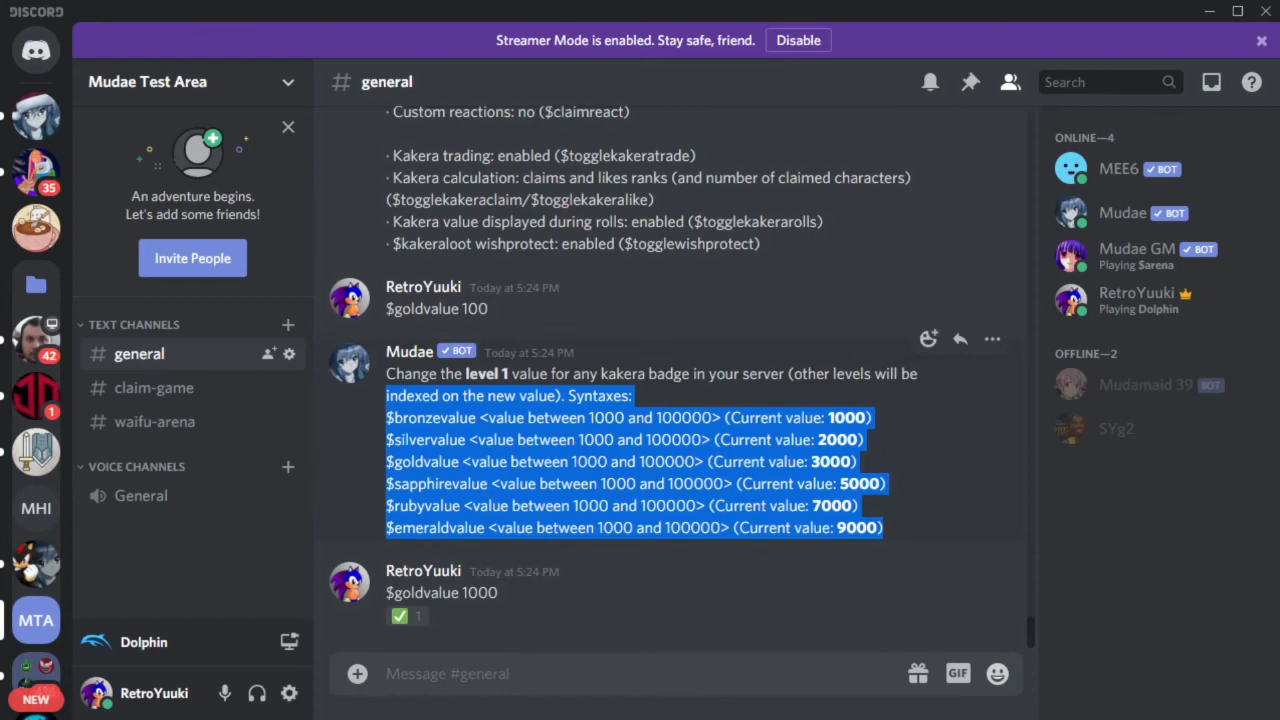 DISCORD
Streamer Mode is enabled. Stay safe, friend.
Disable
Mudae Test Area
general
Search
An adventure begins.
Let's add some friends!
Invite People
TEXT CHANNELS
general
claim-game
waifu-arena
VOICE CHANNELS
General
35
42
1
MHI
MTA
NEW
Dolphin
RetroYuuki
· Custom reactions: no ($claimreact)
· Kakera trading: enabled ($togglekakeratrade)
· Kakera calculation: claims and likes ranks (and number of claimed characters)
($togglekakeraclaim/$togglekakeralike)
· Kakera value displayed during rolls: enabled ($togglekakerarolls)
· $kakeraloot wishprotect: enabled ($togglewishprotect)
RetroYuuki Today at 5:24 PM
$goldvalue 100
Mudae BOT Today at 5:24 PM
Change the level 1 value for any kakera badge in your server (other levels will be
indexed on the new value). Syntaxes:
$bronzevalue <value between 1000 and 100000> (Current value: 1000)
$silvervalue <value between 1000 and 100000> (Current value: 2000)
$goldvalue <value between 1000 and 100000> (Current value: 3000)
$sapphirevalue <value between 1000 and 100000> (Current value: 5000)
$rubyvalue <value between 1000 and 100000> (Current value: 7000)
$emeraldvalue <value between 1000 and 100000> (Current value: 9000)
RetroYuuki Today at 5:24 PM
$goldvalue 1000
1
Message #general
GIF
ONLINE—4
MEE6 BOT
Mudae BOT
Mudae GM BOT
Playing $arena
RetroYuuki
Playing Dolphin
OFFLINE—2
Mudamaid 39 BOT
SYg2